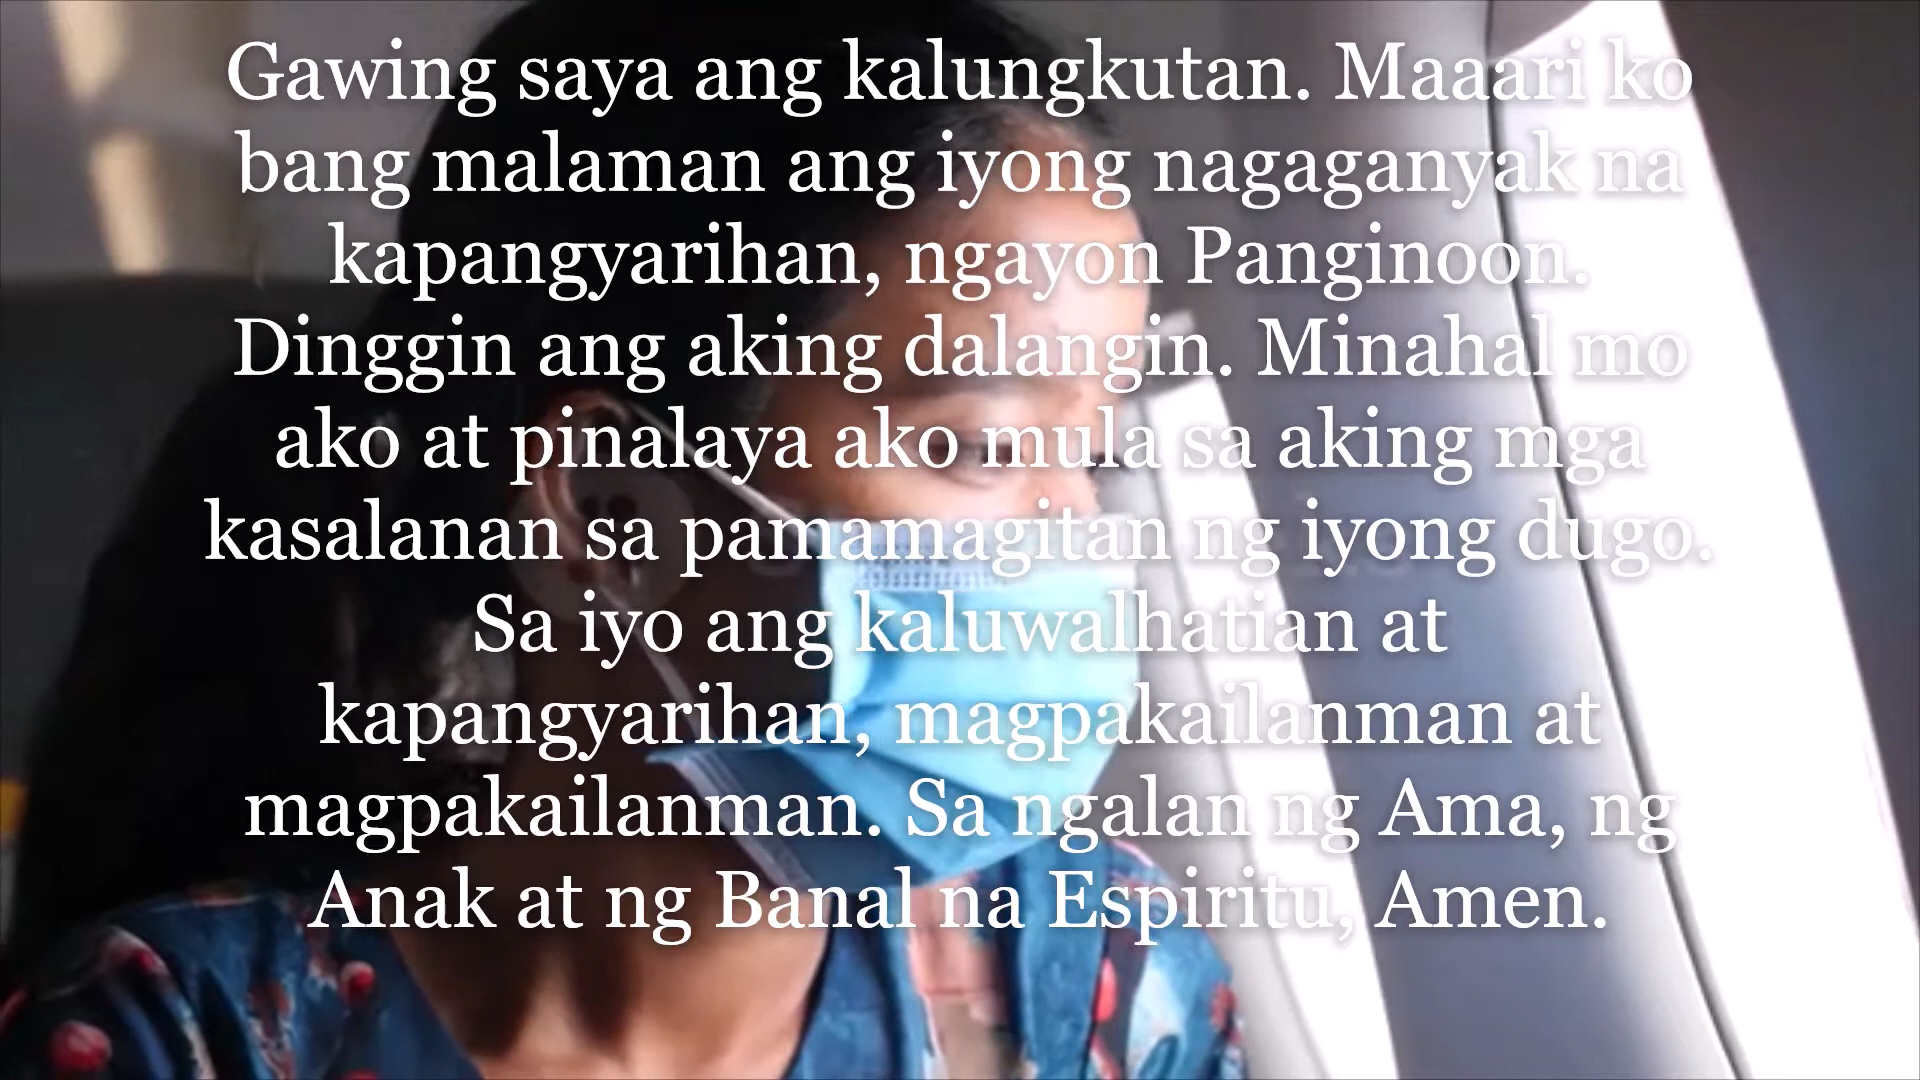 Gawing saya ang kalungkutan. Maaari ko
bang malaman ang iyong nagaganyak na
kapangyarihan, ngayon Panginoon.
Dinggin ang aking dalangin. Minahal mo
ako at pinalaya ako mula sa aking mga
kasalanan sa pamamagitan ng iyong dugo.
Sa iyo ang kaluwalhatian at
kapangyarihan, magpakailanman at
magpakailanman. Sa ngalan ng Ama, ng
Anak at ng Banal na Espiritu, Amen.